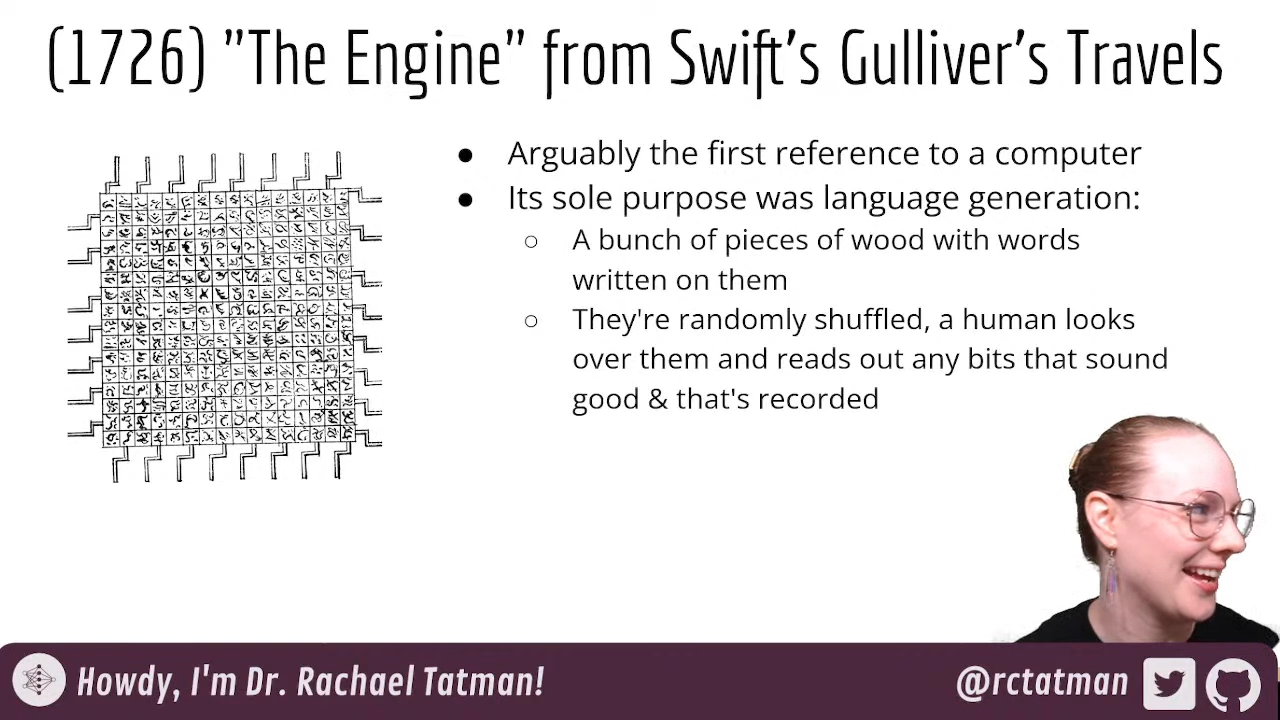 (1726) "The Engine" from Swift's Gulliver's Travels
● Arguably the first reference to a computer
● Its sole purpose was language generation:
○ A bunch of pieces of wood with words
written on them
○ They're randomly shuffled, a human looks
over them and reads out any bits that sound
good & that's recorded
Howdy, I'm Dr. Rachael Tatman!
@rctatman